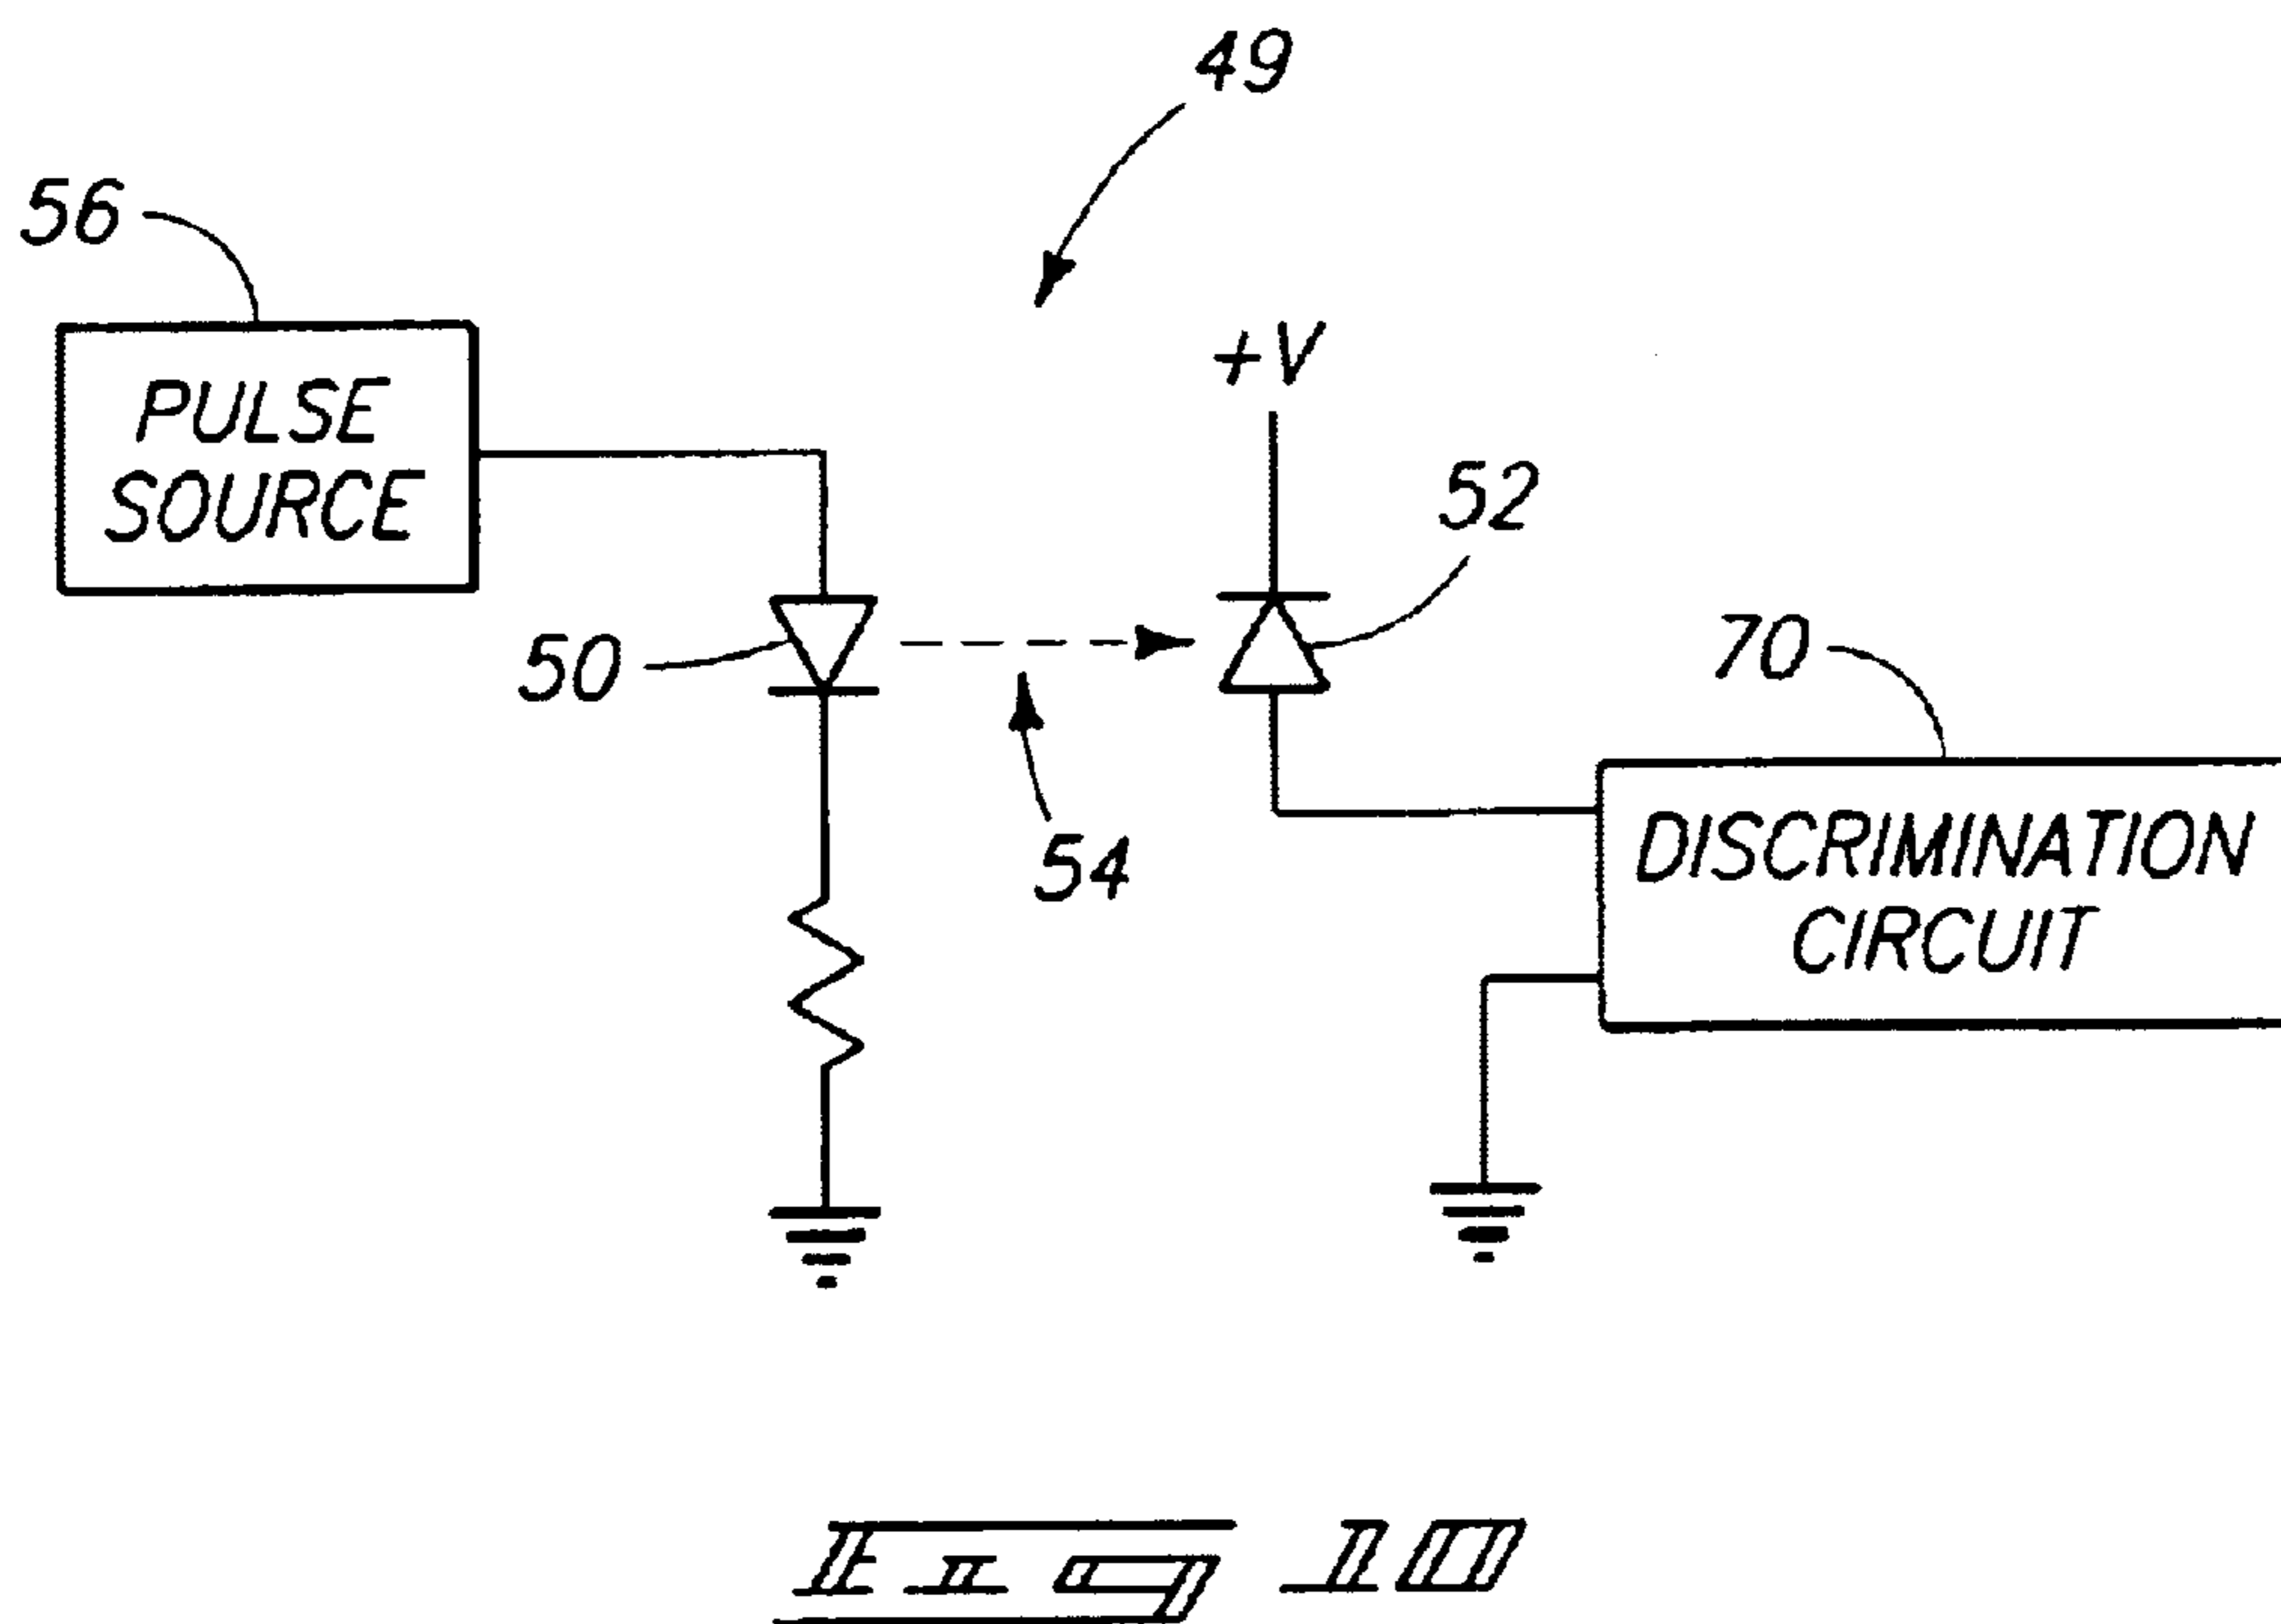 49
56
+V
PULSE
SOURCE
52
50
70
54
DISCRIMINATION
CIRCUIT
Fig 10